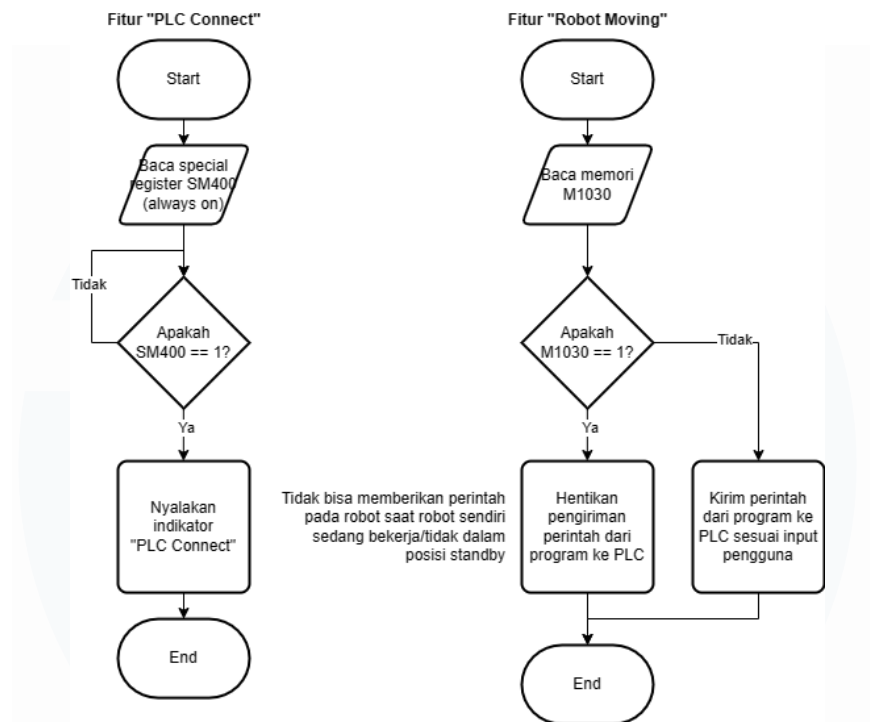 Fitur "PLC Connect"
Start
Baca special
register SM400
(always on)
Tidak
Apakah
SM400 == 1?
Ya
Nyalakan
indikator
"PLC Connect"
End
Fitur "Robot Moving"
Start
Baca memori
M1030
Apakah
M1030 == 1?
Tidak
Ya
Tidak bisa memberikan perintah
pada robot saat robot sendiri
sedang bekerja/tidak dalam
posisi standby
Hentikan
pengiriman
perintah dari
program ke PLC
Kirim perintah
dari program ke
PLC sesuai input
pengguna
End